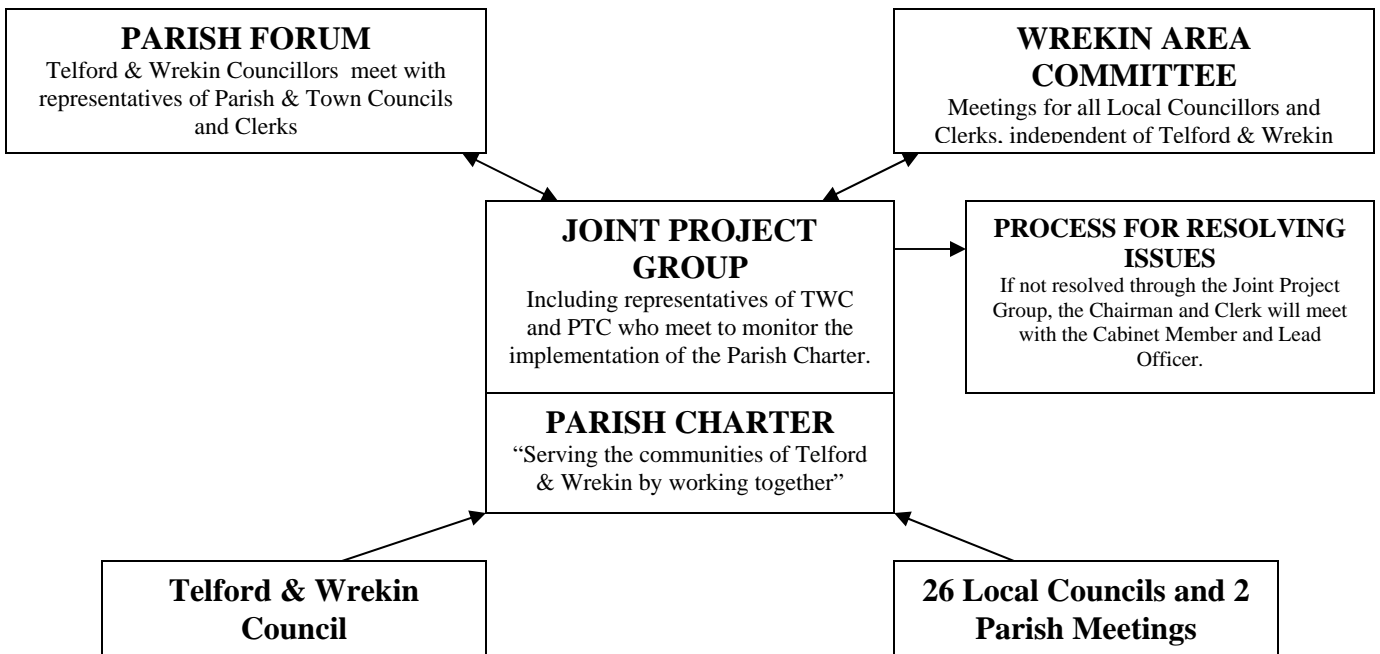 PARISH FORUM
Telford & Wrekin Councillors  meet with
representatives of Parish & Town Councils
and Clerks
WREKIN AREA
COMMITTEE
Meetings for all Local Councillors and
Clerks, independent of Telford & Wrekin
JOINT PROJECT
GROUP
Including representatives of TWC
and PTC who meet to monitor the
implementation of the Parish Charter.
PROCESS FOR RESOLVING
ISSUES
If not resolved through the Joint Project
Group, the Chairman and Clerk will meet
with the Cabinet Member and Lead
Officer.
PARISH CHARTER
“Serving the communities of Telford
& Wrekin by working together”
Telford & Wrekin
Council
26 Local Councils and 2
Parish Meetings